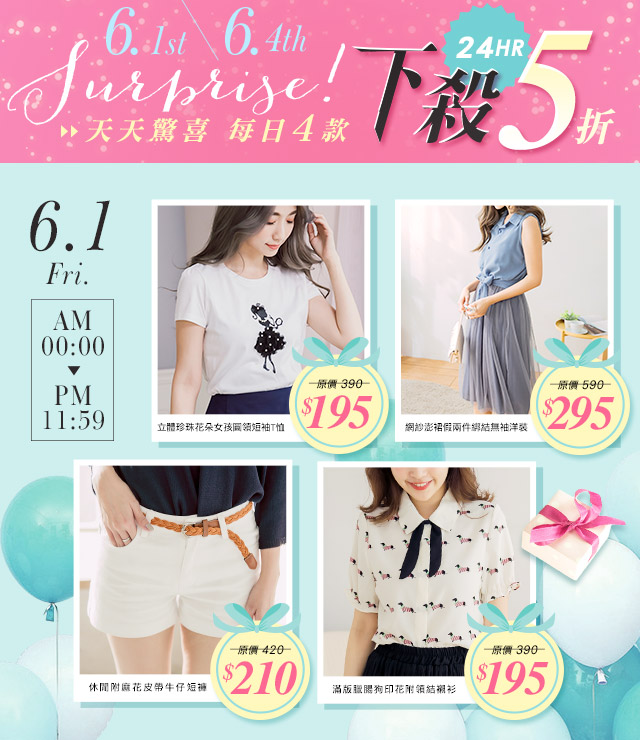 6.1st \ 6.4th
Surprise!
天天驚喜 每日4款
24HR
下殺5折
6.1
Fri.
AM
00:00
PM
11:59
原價 390
$195
立體珍珠花朵女孩圓領短袖T恤
原價 590
$295
網紗澎裙假兩件綁結無袖洋裝
原價 420
$210
休閒附麻花皮帶牛仔短褲
原價 390
$195
滿版臘腸狗印花附領結襯衫